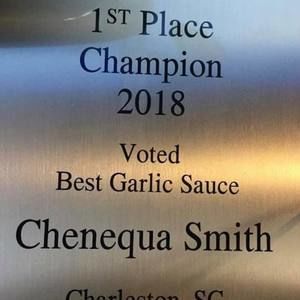 1ST Place
Champion
2018
Voted
Best Garlic Sauce
Chenequa Smith
Charleston, SC